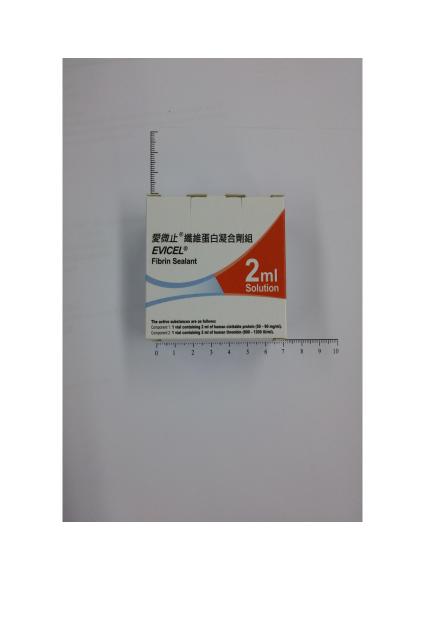 愛微止®纖維蛋白凝合劑組
EVICEL®
Fibrin Sealant
2ml
Solution
The active substances are as follows:
Component 1: 1 vial containing 2 ml of human clottable protein (50 - 90 mg/ml).
Component 2: 1 vial containing 2 ml of human thrombin (800 - 1200 IU/ml).
0 1 2 3 4 5 6 7 8 9 10